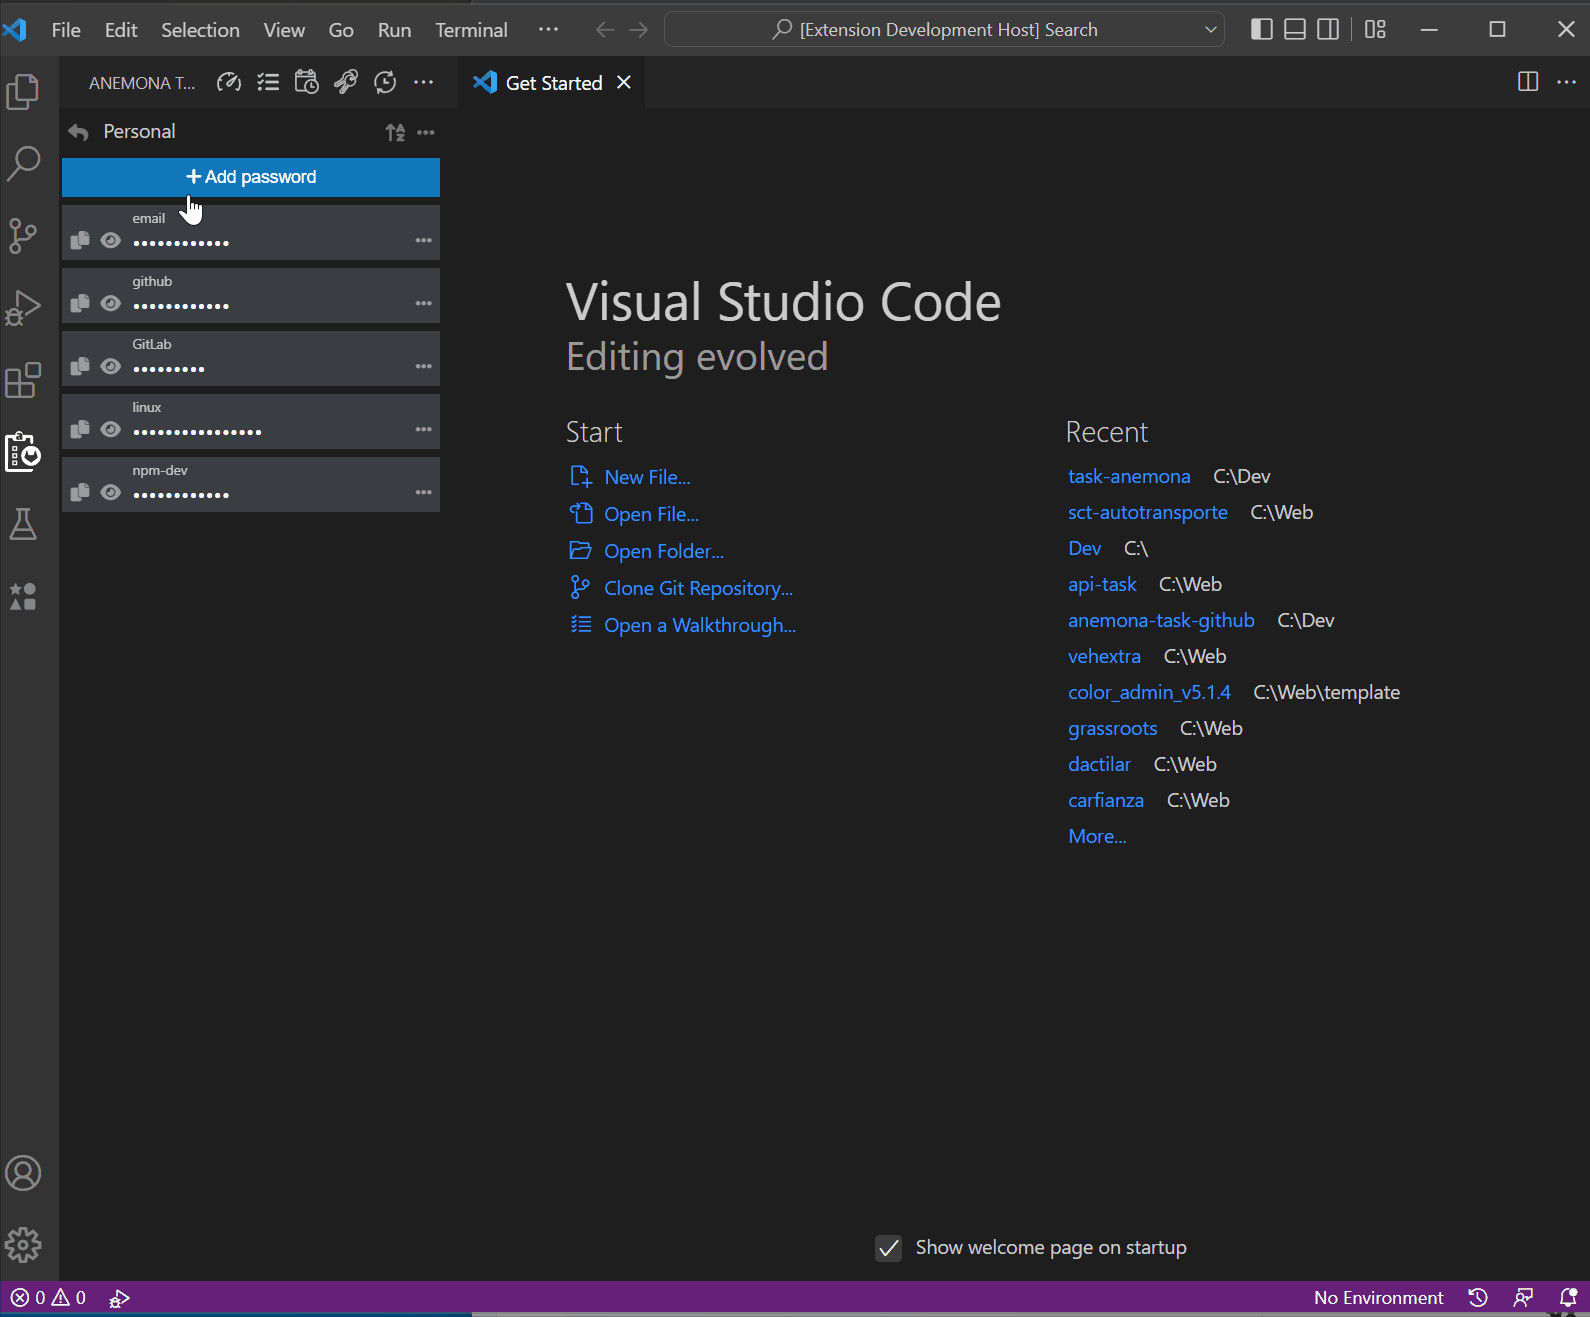 File Edit Selection View Go Run Terminal ··· [Extension Development Host] Search
ANEMONA T... ··· Get Started
Personal
Add password
email
••••••••••••
github
••••••••••••
GitLab
•••••••••
linux
••••••••••••••••
npm-dev
••••••••••••
Visual Studio Code
Editing evolved
Start
New File...
Open File...
Open Folder...
Clone Git Repository...
Open a Walkthrough...
Recent
task-anemona C:\Dev
sct-autotransporte C:\Web
Dev C:\
api-task C:\Web
anemona-task-github C:\Dev
vehextra C:\Web
color_admin_v5.1.4 C:\Web\template
grassroots C:\Web
dactilar C:\Web
carfianza C:\Web
More...
Show welcome page on startup
0 0 No Environment